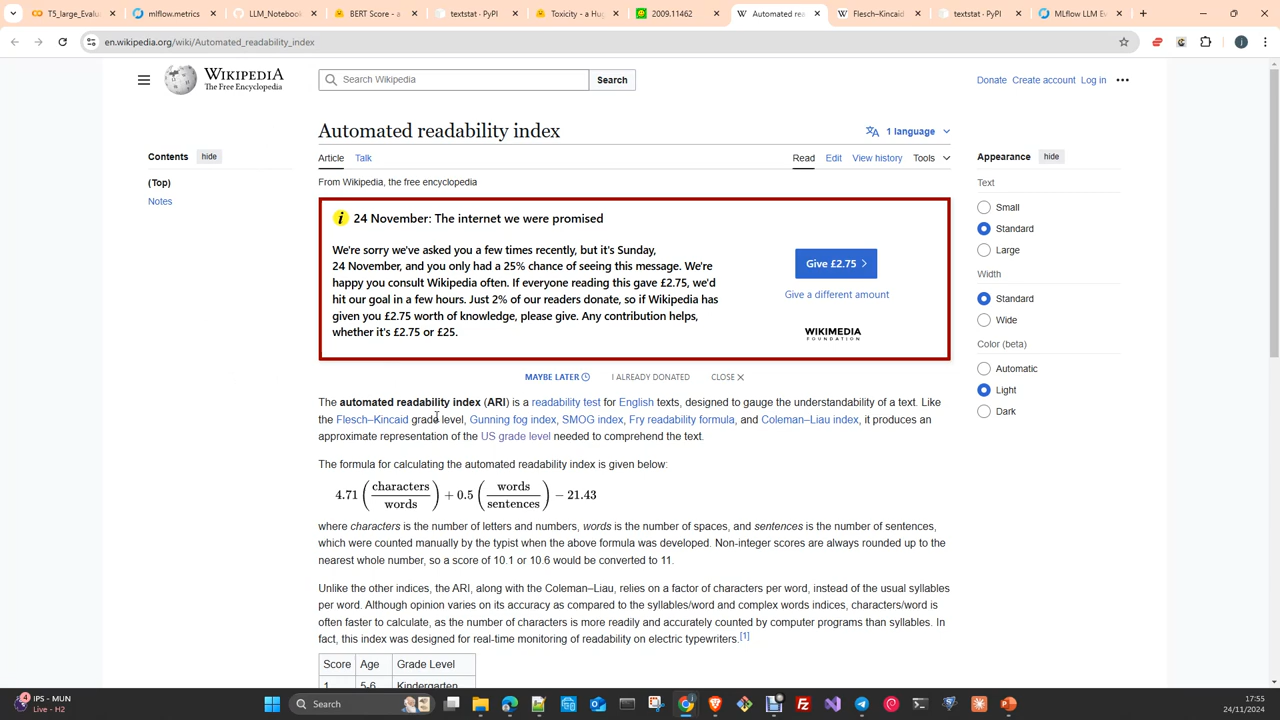 T5_large_Evalu
mlflow.metrics
LLM_Notebook
BERT Score - a
textstat - PyPI
Toxicity - a Hug
2009.11462
Automated rea
Flesch–Kincaid
textstat - PyPI
MLflow LLM Ev
en.wikipedia.org/wiki/Automated_readability_index
WIKIPEDIA
The Free Encyclopedia
Search Wikipedia
Search
Donate Create account Log in
Contents hide
(Top)
Notes
Automated readability index
1 language
Article Talk
Read Edit View history Tools
From Wikipedia, the free encyclopedia
24 November: The internet we were promised
We're sorry we've asked you a few times recently, but it's Sunday,
24 November, and you only had a 25% chance of seeing this message. We're
happy you consult Wikipedia often. If everyone reading this gave £2.75, we'd
hit our goal in a few hours. Just 2% of our readers donate, so if Wikipedia has
given you £2.75 worth of knowledge, please give. Any contribution helps,
whether it's £2.75 or £25.
Give £2.75
Give a different amount
WIKIMEDIA
FOUNDATION
MAYBE LATER I ALREADY DONATED CLOSE
The automated readability index (ARI) is a readability test for English texts, designed to gauge the understandability of a text. Like
the Flesch–Kincaid grade level, Gunning fog index, SMOG index, Fry readability formula, and Coleman–Liau index, it produces an
approximate representation of the US grade level needed to comprehend the text.
The formula for calculating the automated readability index is given below:
4.71 (characters/words) + 0.5 (words/sentences) − 21.43
where characters is the number of letters and numbers, words is the number of spaces, and sentences is the number of sentences,
which were counted manually by the typist when the above formula was developed. Non-integer scores are always rounded up to the
nearest whole number, so a score of 10.1 or 10.6 would be converted to 11.
Unlike the other indices, the ARI, along with the Coleman–Liau, relies on a factor of characters per word, instead of the usual syllables
per word. Although opinion varies on its accuracy as compared to the syllables/word and complex words indices, characters/word is
often faster to calculate, as the number of characters is more readily and accurately counted by computer programs than syllables. In
fact, this index was designed for real-time monitoring of readability on electric typewriters.[1]
Score Age Grade Level
1 5-6 Kindergarten
Appearance hide
Text
Small
Standard
Large
Width
Standard
Wide
Color (beta)
Automatic
Light
Dark
IPS - MUN
Live - H2
Search
17:55
24/11/2024